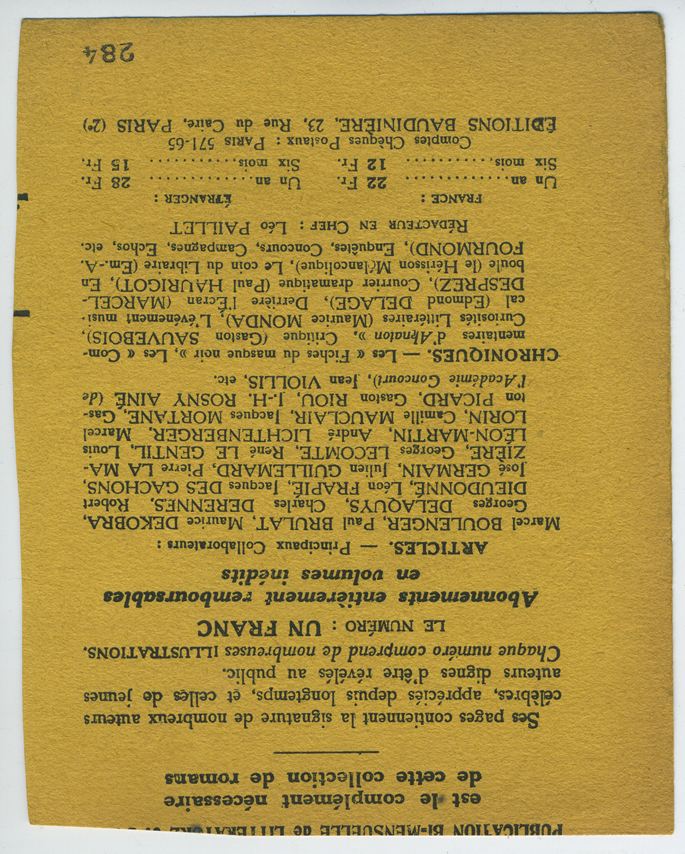 PUBLICATION BI-MENSUELLE de LITTÉRATURE
est le complément nécessaire
de cette collection de romans
Ses pages contiennent la signature de nombreux auteurs
célèbres, appréciés depuis longtemps, et celles de jeunes
auteurs dignes d'être révélés au public.
Chaque numéro comprend de nombreuses ILLUSTRATIONS.
LE NUMÉRO : UN FRANC
Abonnements entièrement remboursables
en volumes inédits
ARTICLES. — Principaux Collaborateurs :
Marcel BOULENGER, Paul BRULAT, Maurice DEKOBRA,
Georges DELAQUYS, Charles DERENNES, Robert
DIEUDONNÉ, Léon FRAPIÉ, Jacques DES GACHONS,
José GERMAIN, Julien GUILLEMARD, Pierre LA MA-
ZIÈRE, Georges LECOMTE, René LE GENTIL, Louis
LÉON-MARTIN, André LICHTENBERGER, Marcel
LORIN, Camille MAUCLAIR, Jacques MORTANE, Gas-
ton PICARD, Gaston RIOU, J.-H. ROSNY AINÉ (de
l'Académie Goncourt), Jean VIOLLIS, etc.
CHRONIQUES. — Les « Fiches du masque noir », Les « Com-
mentaires d'Alnaton », Critique (Gaston SAUVEBOIS),
Curiosités Littéraires (Maurice MONDA), L'événement musi-
cal (Edmond DELAGE), Derrière l'Écran (MARCEL-
DESPREZ), Courrier dramatique (Paul HAURIGOT), En
boule (le Hérisson Mélancolique), Le coin du Libraire (Em.-A.
FOURMOND), Enquêtes, Concours, Campagnes, Echos, etc.
RÉDACTEUR EN CHEF : Léo PAILLET
FRANCE : ÉTRANGER :
Un an............ 22 Fr. Un an............ 28 Fr.
Six mois............ 12 Fr. Six mois............ 15 Fr.
Comptes Chèques Postaux : PARIS 571-65
ÉDITIONS BAUDINIÈRE, 23, Rue du Caire, PARIS (2e)
284